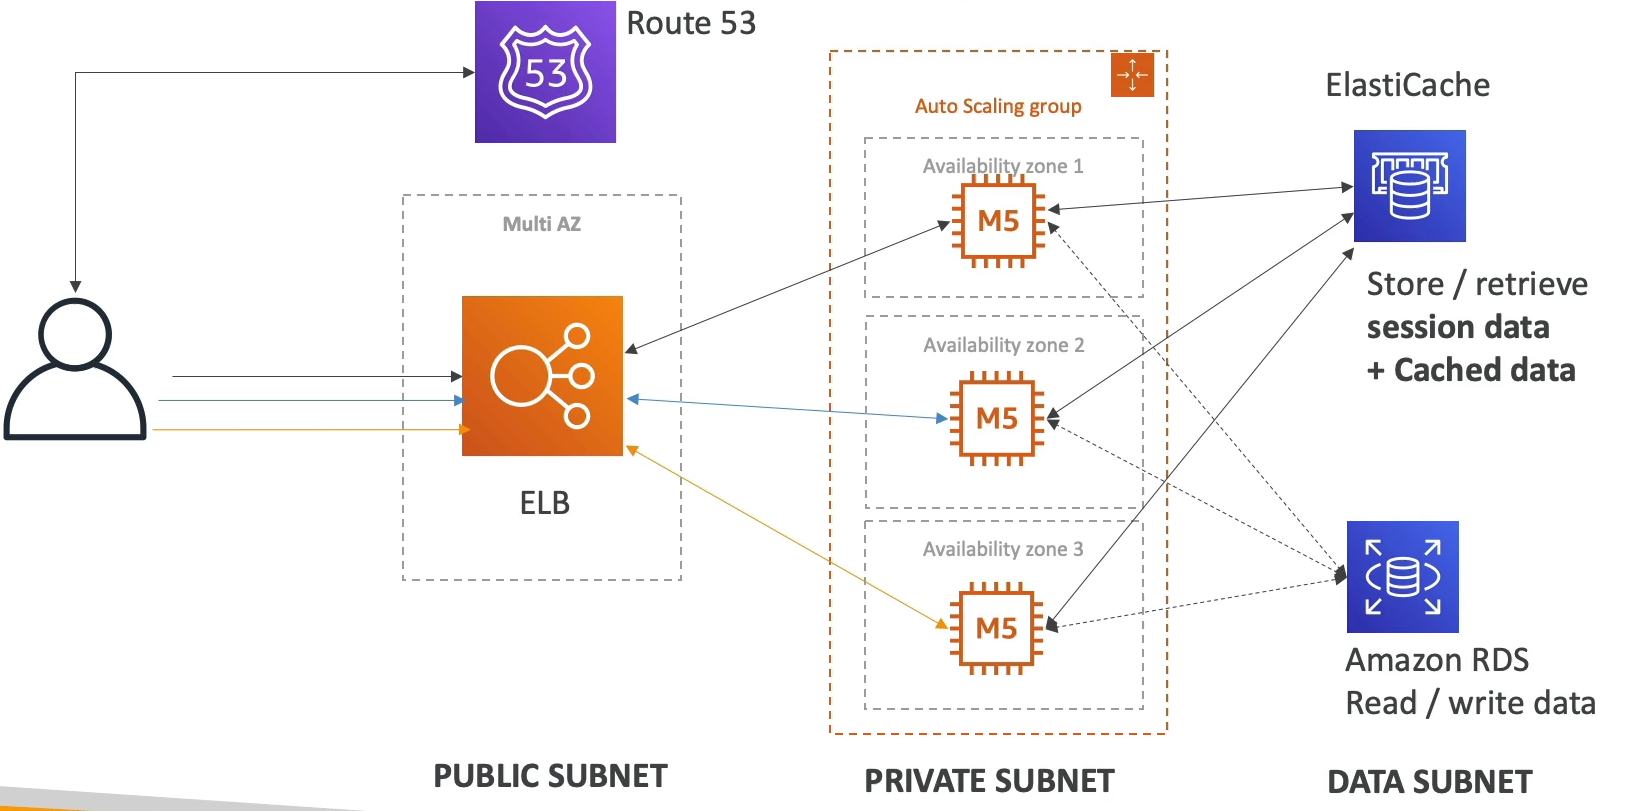 Route 53
53
Auto Scaling group
ElastiCache
Availability zone 1
M5
Multi AZ
Store / retrieve
session data
+ Cached data
Availability zone 2
M5
ELB
Availability zone 3
M5
Amazon RDS
Read / write data
PUBLIC SUBNET
PRIVATE SUBNET
DATA SUBNET